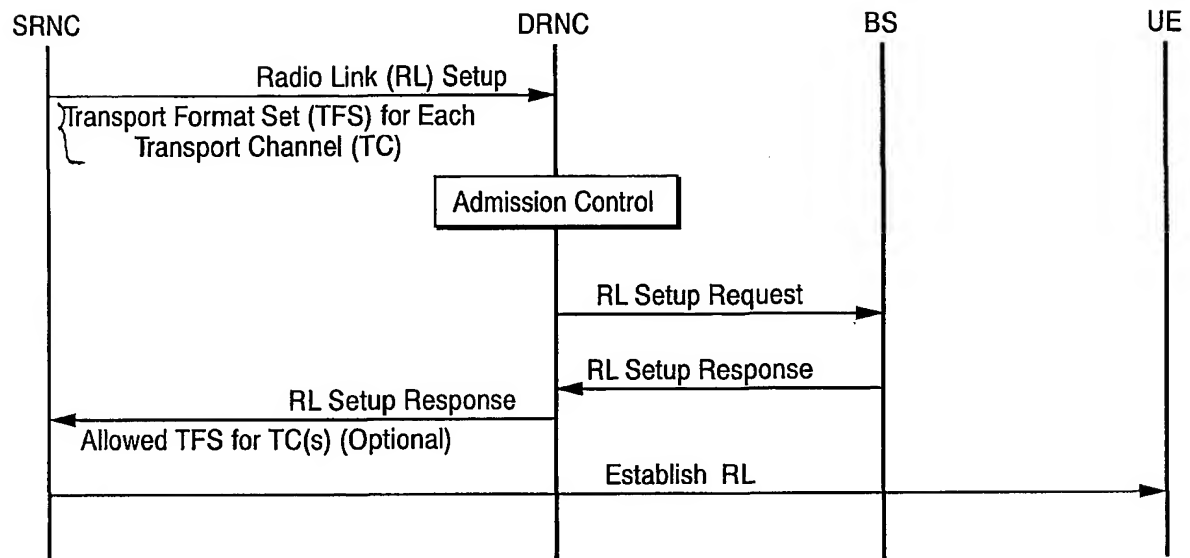 SRNC
DRNC
BS
UE
Radio Link (RL) Setup
Transport Format Set (TFS) for Each
Transport Channel (TC)
Admission Control
RL Setup Request
RL Setup Response
RL Setup Response
Allowed TFS for TC(s) (Optional)
Establish RL